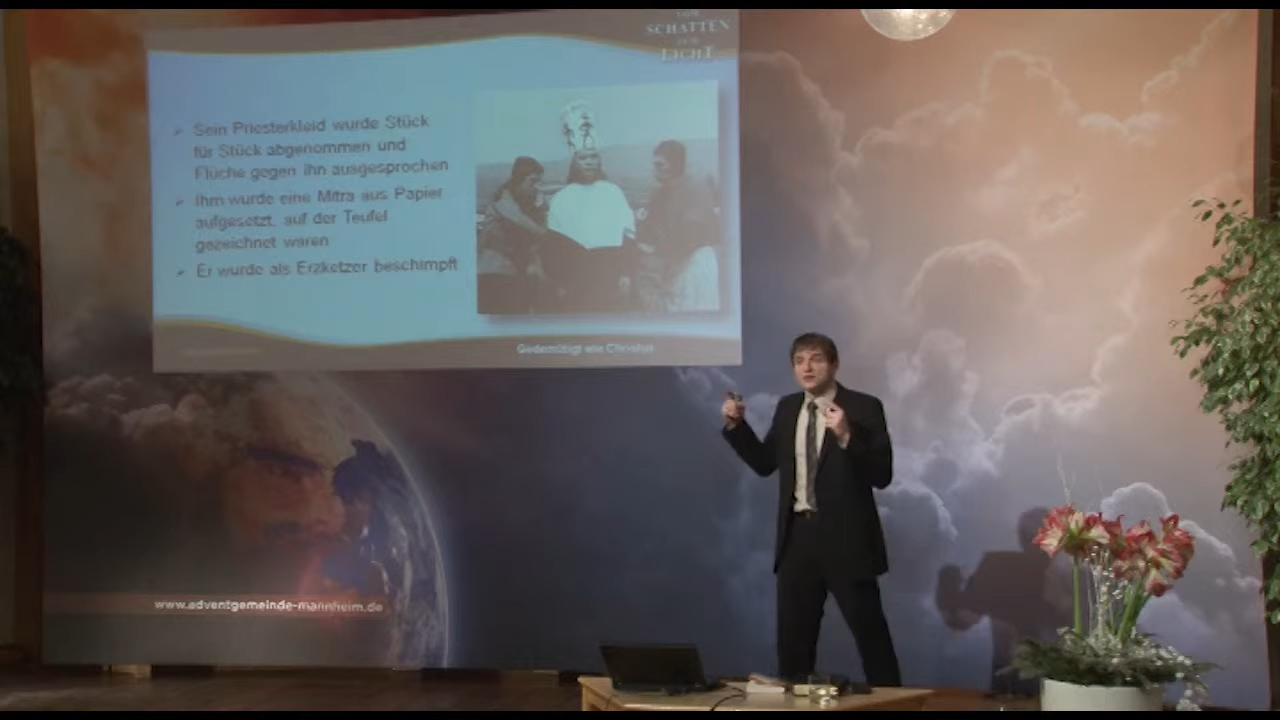 VOM
SCHATTEN
ZUM
LICHT
Sein Priesterkleid wurde Stück
für Stück abgenommen und
Flüche gegen ihn ausgesprochen
Ihm wurde eine Mitra aus Papier
aufgesetzt, auf der Teufel
gezeichnet waren
Er wurde als Erzketzer beschimpft
Gedemütigt wie Christus
www.adventgemeinde-mannheim.de